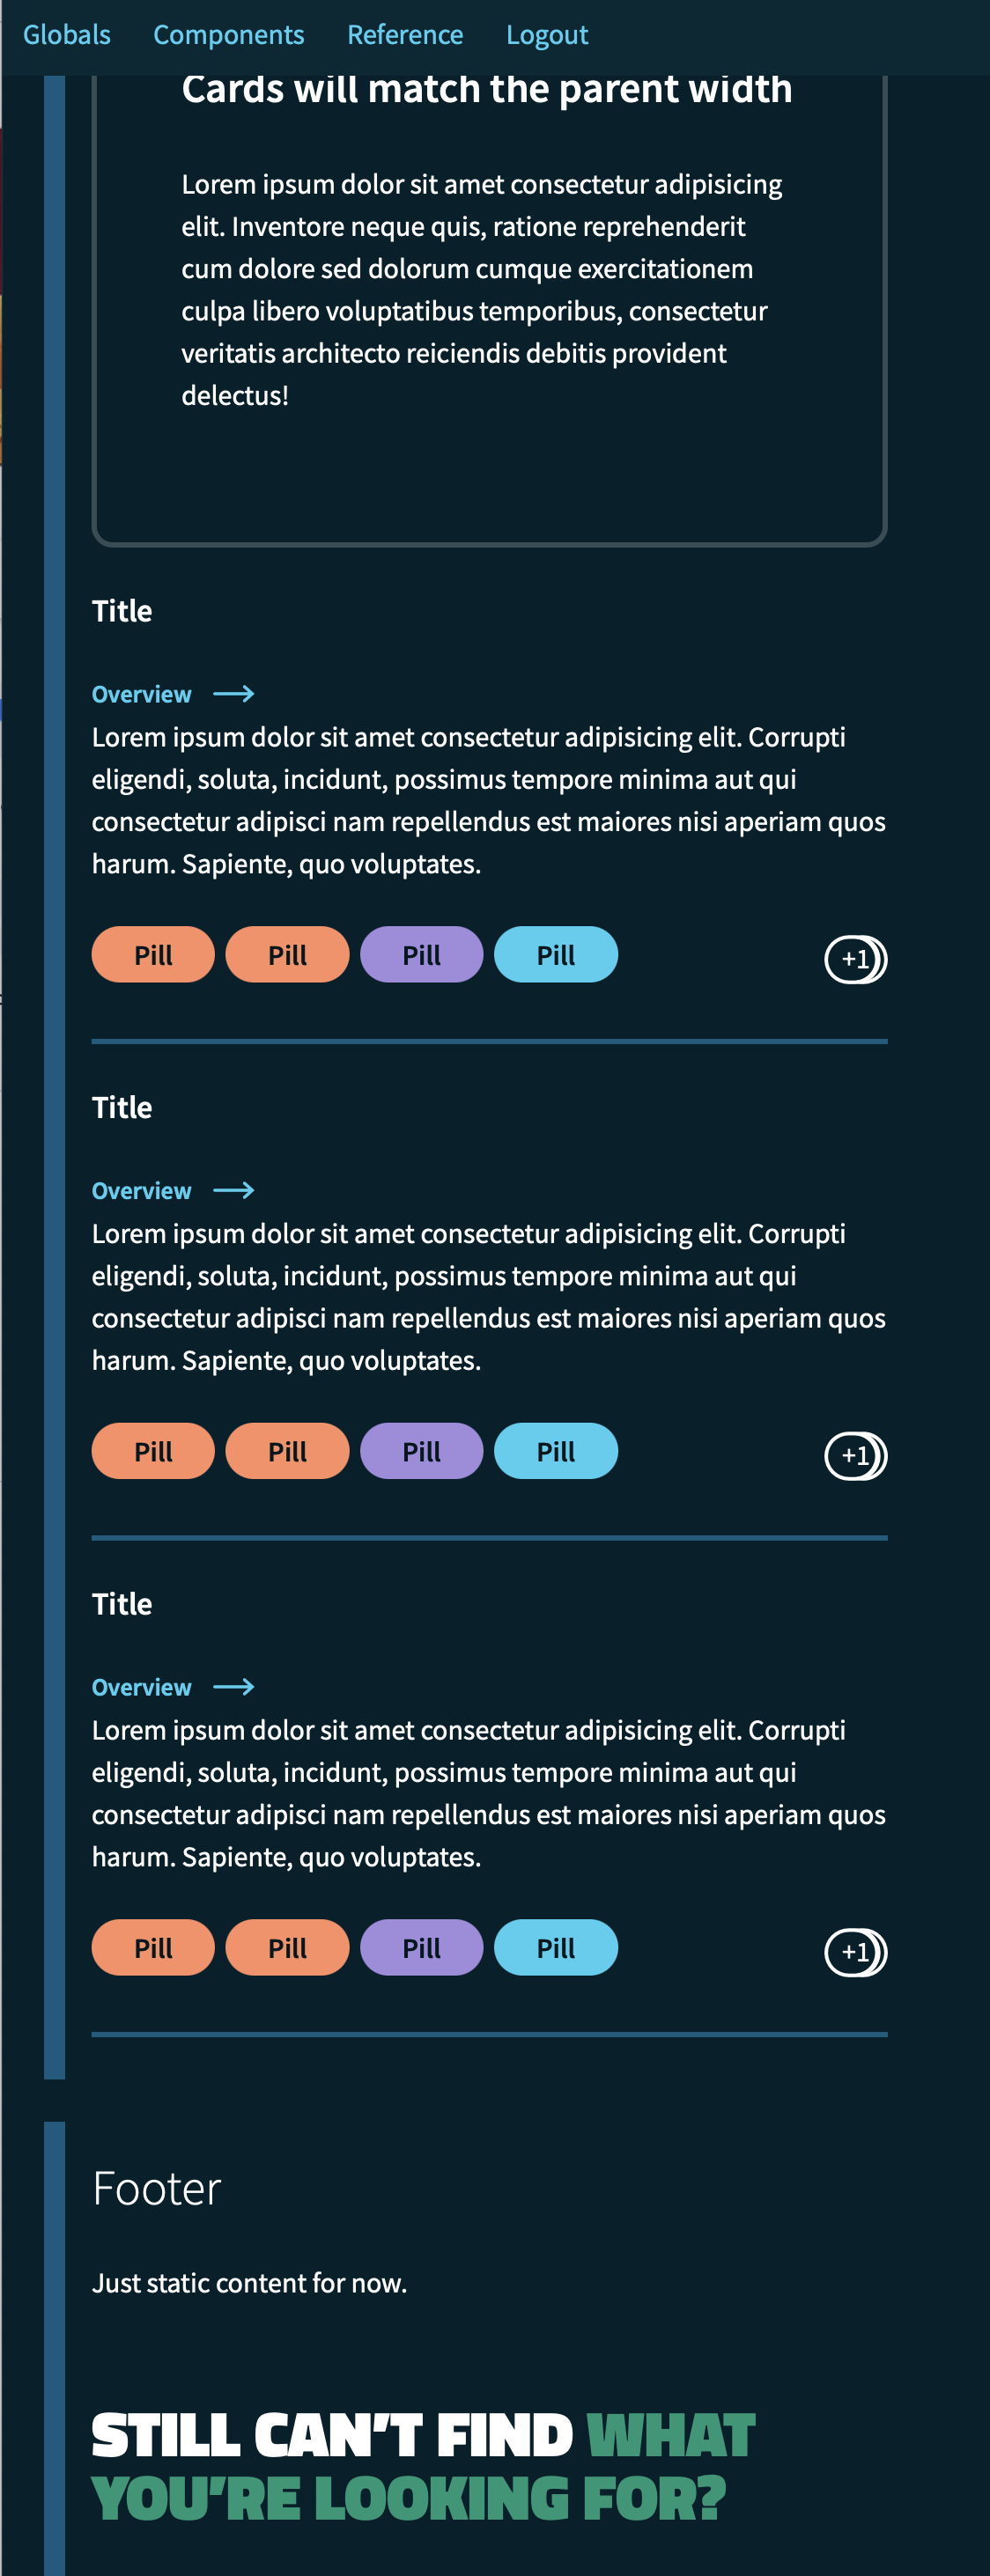 Globals Components Reference Logout
Cards will match the parent width
Lorem ipsum dolor sit amet consectetur adipisicing
elit. Inventore neque quis, ratione reprehenderit
cum dolore sed dolorum cumque exercitationem
culpa libero voluptatibus temporibus, consectetur
veritatis architecto reiciendis debitis provident
delectus!
Title
Overview
Lorem ipsum dolor sit amet consectetur adipisicing elit. Corrupti
eligendi, soluta, incidunt, possimus tempore minima aut qui
consectetur adipisci nam repellendus est maiores nisi aperiam quos
harum. Sapiente, quo voluptates.
Pill Pill Pill Pill +1
Title
Overview
Lorem ipsum dolor sit amet consectetur adipisicing elit. Corrupti
eligendi, soluta, incidunt, possimus tempore minima aut qui
consectetur adipisci nam repellendus est maiores nisi aperiam quos
harum. Sapiente, quo voluptates.
Pill Pill Pill Pill +1
Title
Overview
Lorem ipsum dolor sit amet consectetur adipisicing elit. Corrupti
eligendi, soluta, incidunt, possimus tempore minima aut qui
consectetur adipisci nam repellendus est maiores nisi aperiam quos
harum. Sapiente, quo voluptates.
Pill Pill Pill Pill +1
Footer
Just static content for now.
STILL CAN'T FIND WHAT
YOU'RE LOOKING FOR?